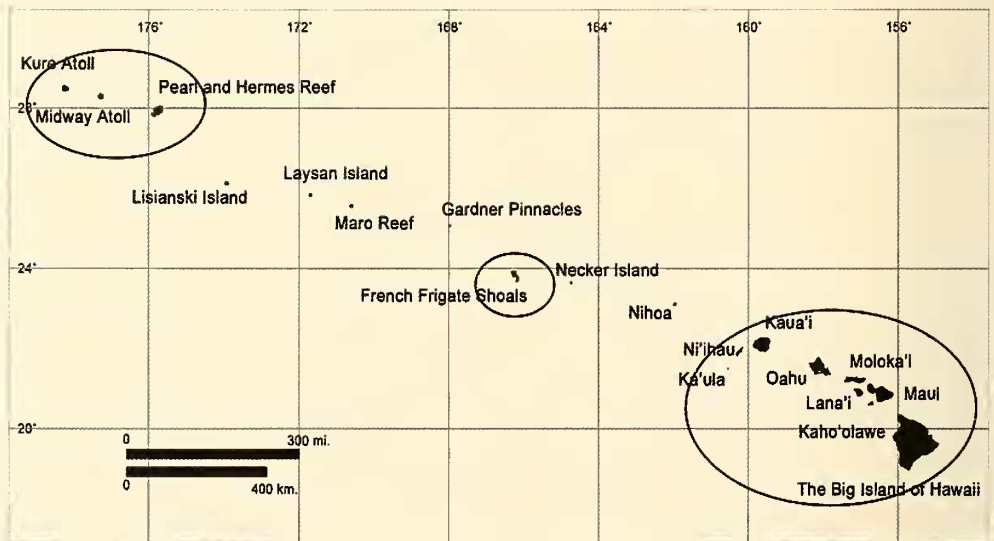 176° 172° 168° 164° 160° 156°
Kure Atoll
Pearl and Hermes Reef
28°
Midway Atoll
Laysan Island
Lisianski Island
Maro Reef
Gardner Pinnacles
24°
Necker Island
French Frigate Shoals
Nihoa
Kaua'i
Ni'ihau
Moloka'i
Ka'ula
Oahu
Lana'i
Maui
20°
Kaho'olawe
0 300 mi.
0 400 km.
The Big Island of Hawaii